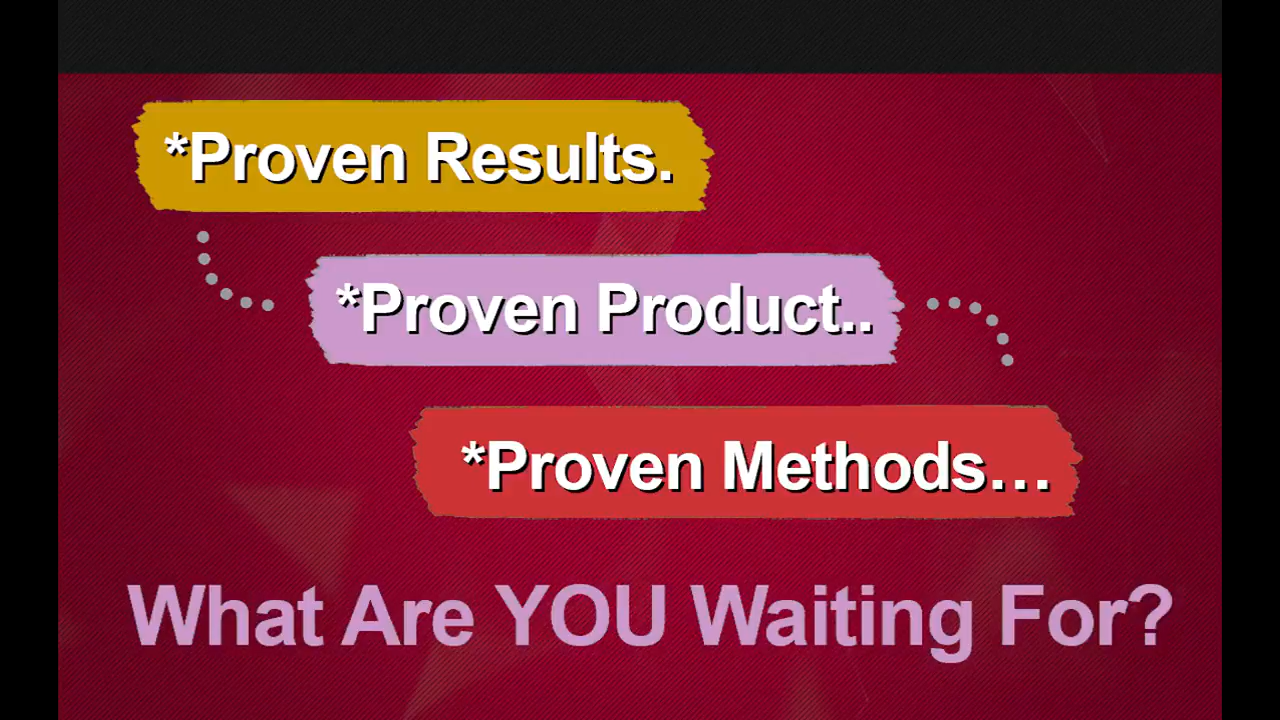 *Proven Results.
*Proven Product..
*Proven Methods…
What Are YOU Waiting For?